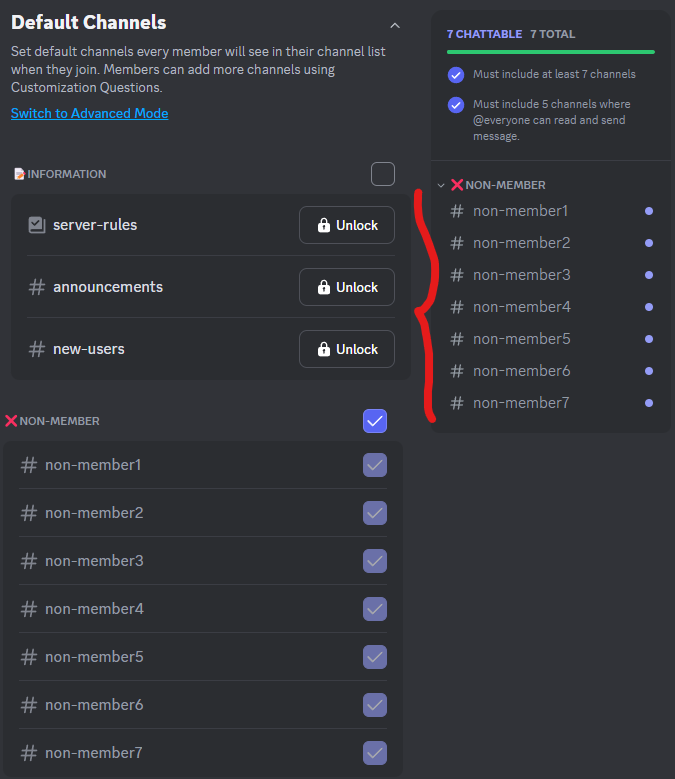 Default Channels
Set default channels every member will see in their channel list
when they join. Members can add more channels using
Customization Questions.
Switch to Advanced Mode
INFORMATION
server-rules
Unlock
announcements
Unlock
new-users
Unlock
❌NON-MEMBER
# non-member1
# non-member2
# non-member3
# non-member4
# non-member5
# non-member6
# non-member7
7 CHATTABLE 7 TOTAL
Must include at least 7 channels
Must include 5 channels where
@everyone can read and send
message.
❌NON-MEMBER
# non-member1
# non-member2
# non-member3
# non-member4
# non-member5
# non-member6
# non-member7